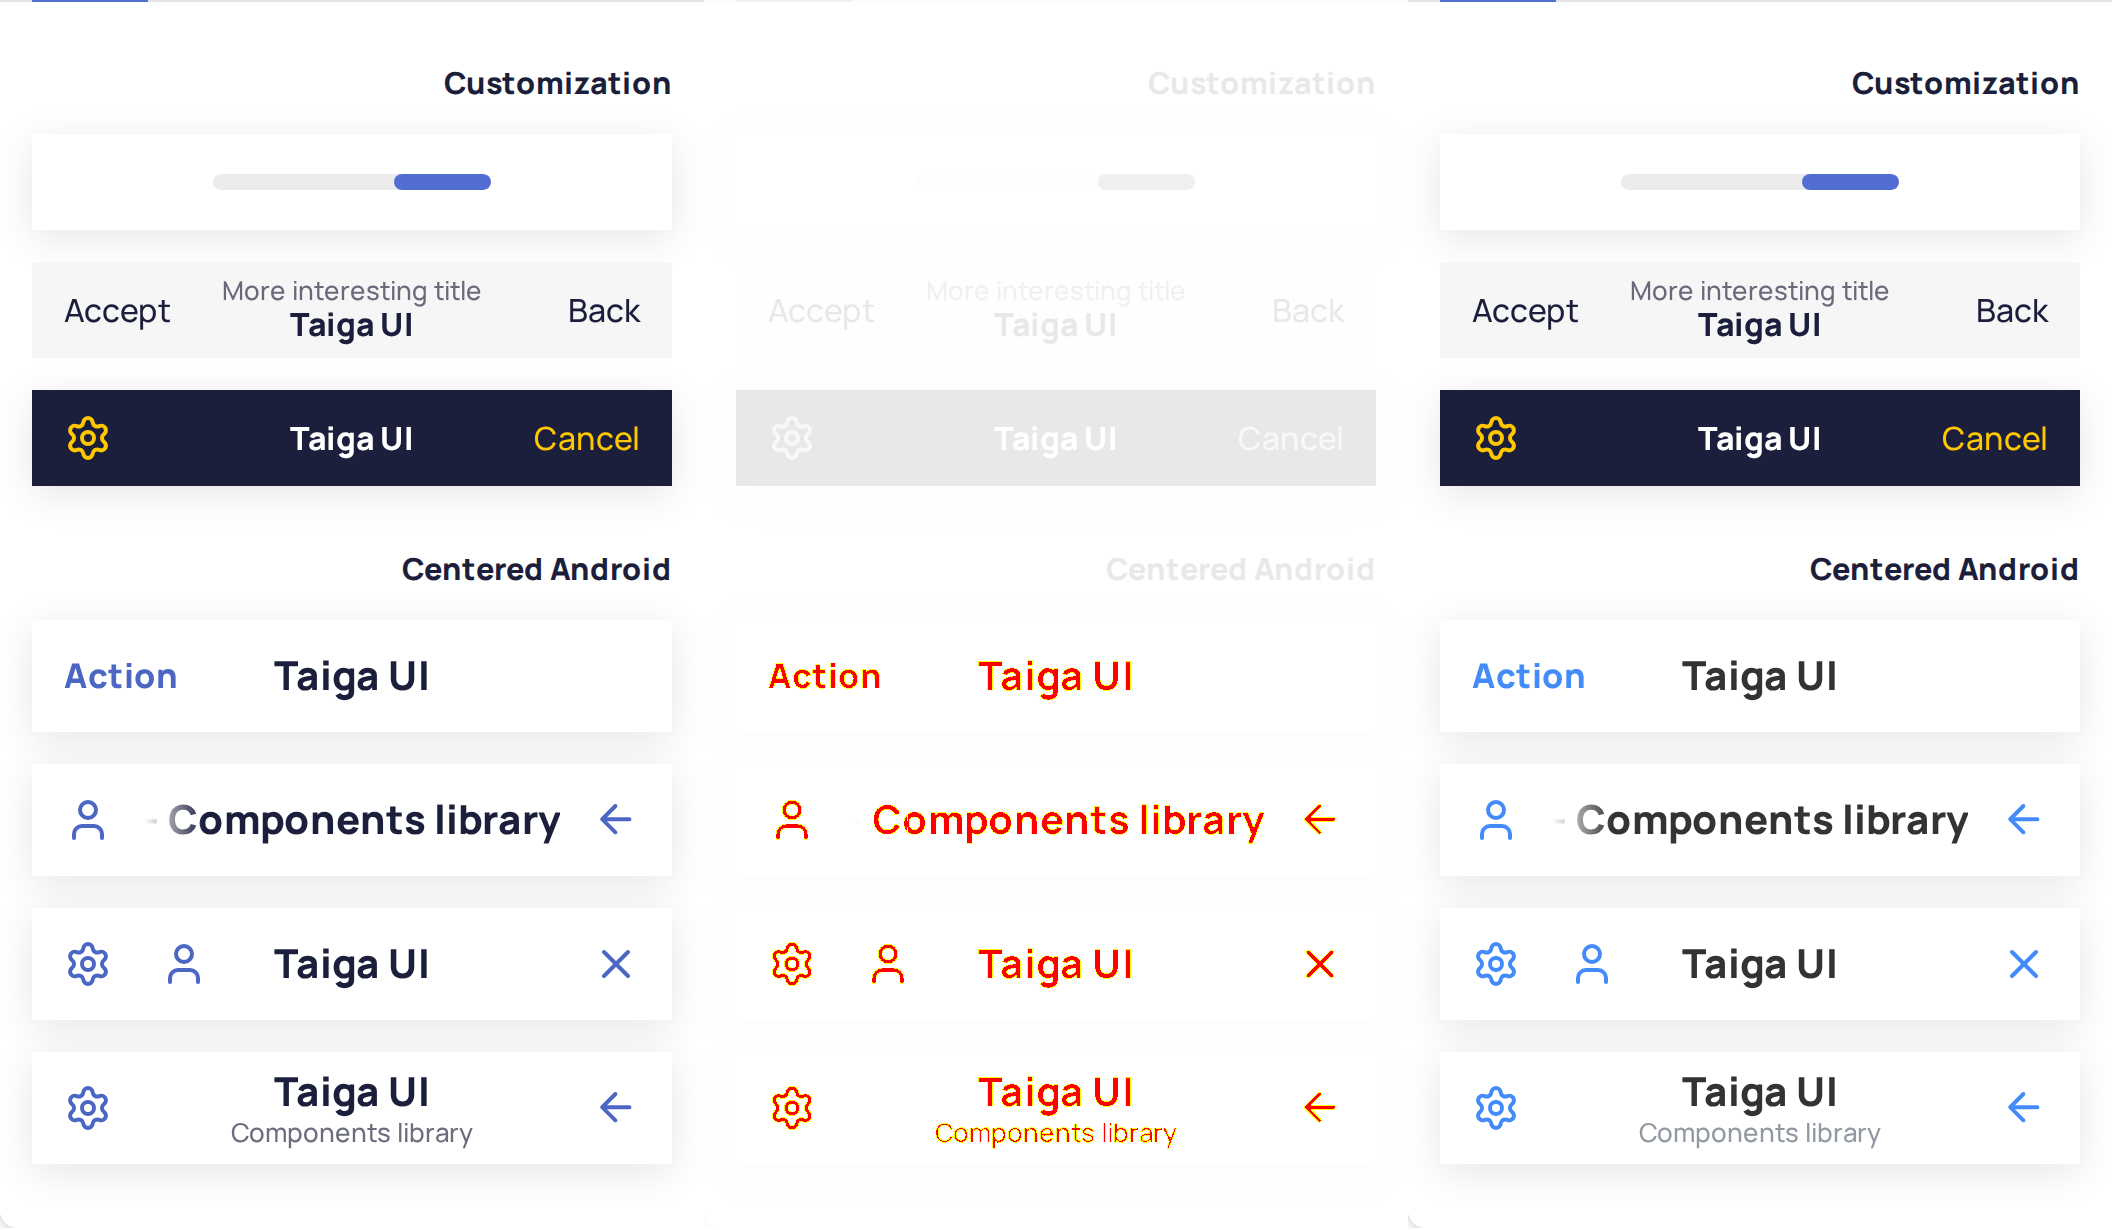 Customization
More interesting title
Accept Taiga UI Back
Taiga UI Cancel
Centered Android
Action Taiga UI
- Components library
Taiga UI
Taiga UI
Components library
Customization
More interesting title
Accept Taiga UI Back
Taiga UI Cancel
Centered Android
Action Taiga UI
Components library
Taiga UI
Taiga UI
Components library
Customization
More interesting title
Accept Taiga UI Back
Taiga UI Cancel
Centered Android
Action Taiga UI
- Components library
Taiga UI
Taiga UI
Components library